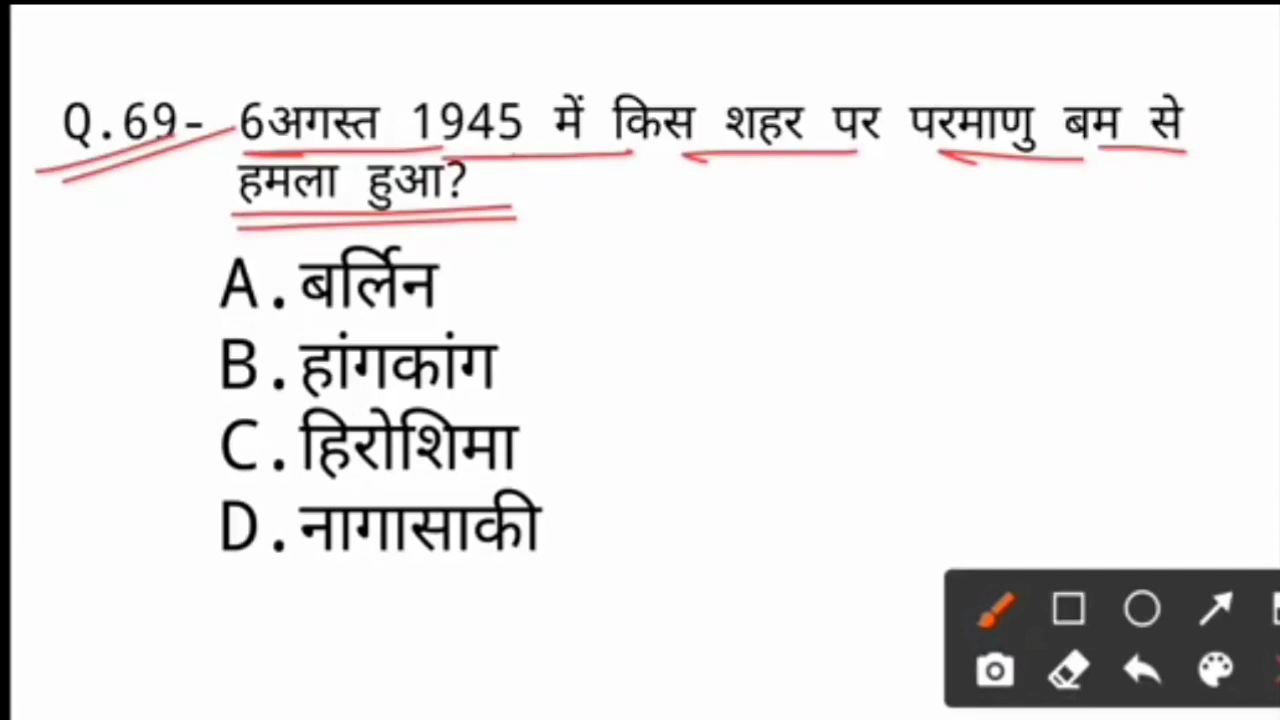 Q.69- 6अगस्त 1945 में किस शहर पर परमाणु बम से
हमला हुआ?
A.बर्लिन
B.हांगकांग
C.हिरोशिमा
D.नागासाकी